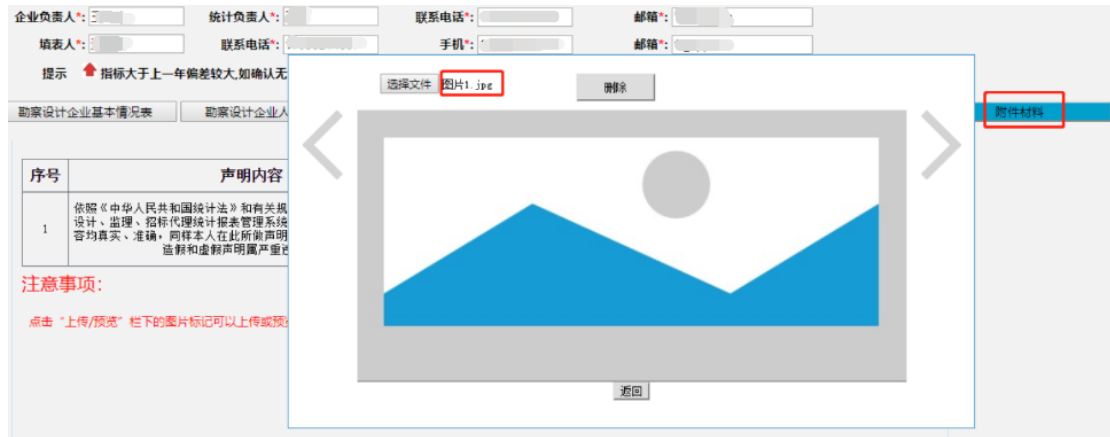 企业负责人*: 统计负责人*: 联系电话*: 邮箱*:
填表人*: 联系电话*: 手机*: 邮箱*:
提示 指标大于上一年偏差较大,如确认无
选择文件 图片1.jpg 删除
勘察设计企业基本情况表 勘察设计企业人 附件材料
序号 声明内容
1 依照《中华人民共和国统计法》和有关规
设计、监理、招标代理统计报表管理系统
容均真实、准确。同样本人在此所做声明
造假和虚假声明属严重违
注意事项:
点击“上传/预览”栏下的图片标记可以上传或预览
返回